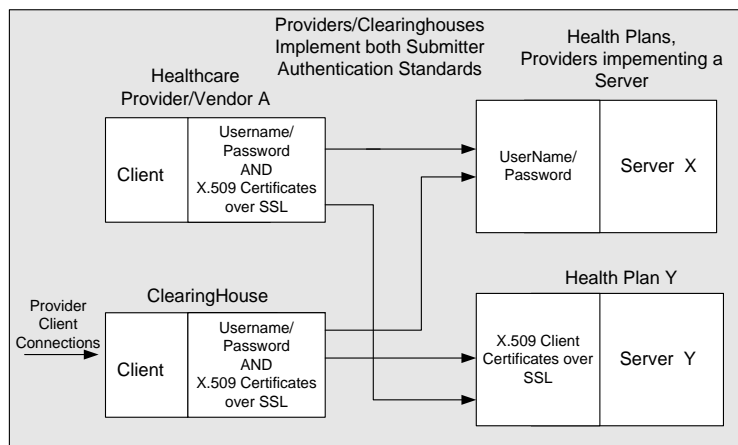 Providers/Clearinghouses
Implement both Submitter
Authentication Standards
Health Plans,
Providers impementing a
Server
Healthcare
Provider/Vendor A
Client
Username/
Password
AND
X.509 Certificates
over SSL
UserName/
Password
Server X
ClearingHouse
Provider
Client
Connections
Client
Username/
Password
AND
X.509 Certificates
over SSL
Health Plan Y
X.509 Client
Certificates over
SSL
Server Y